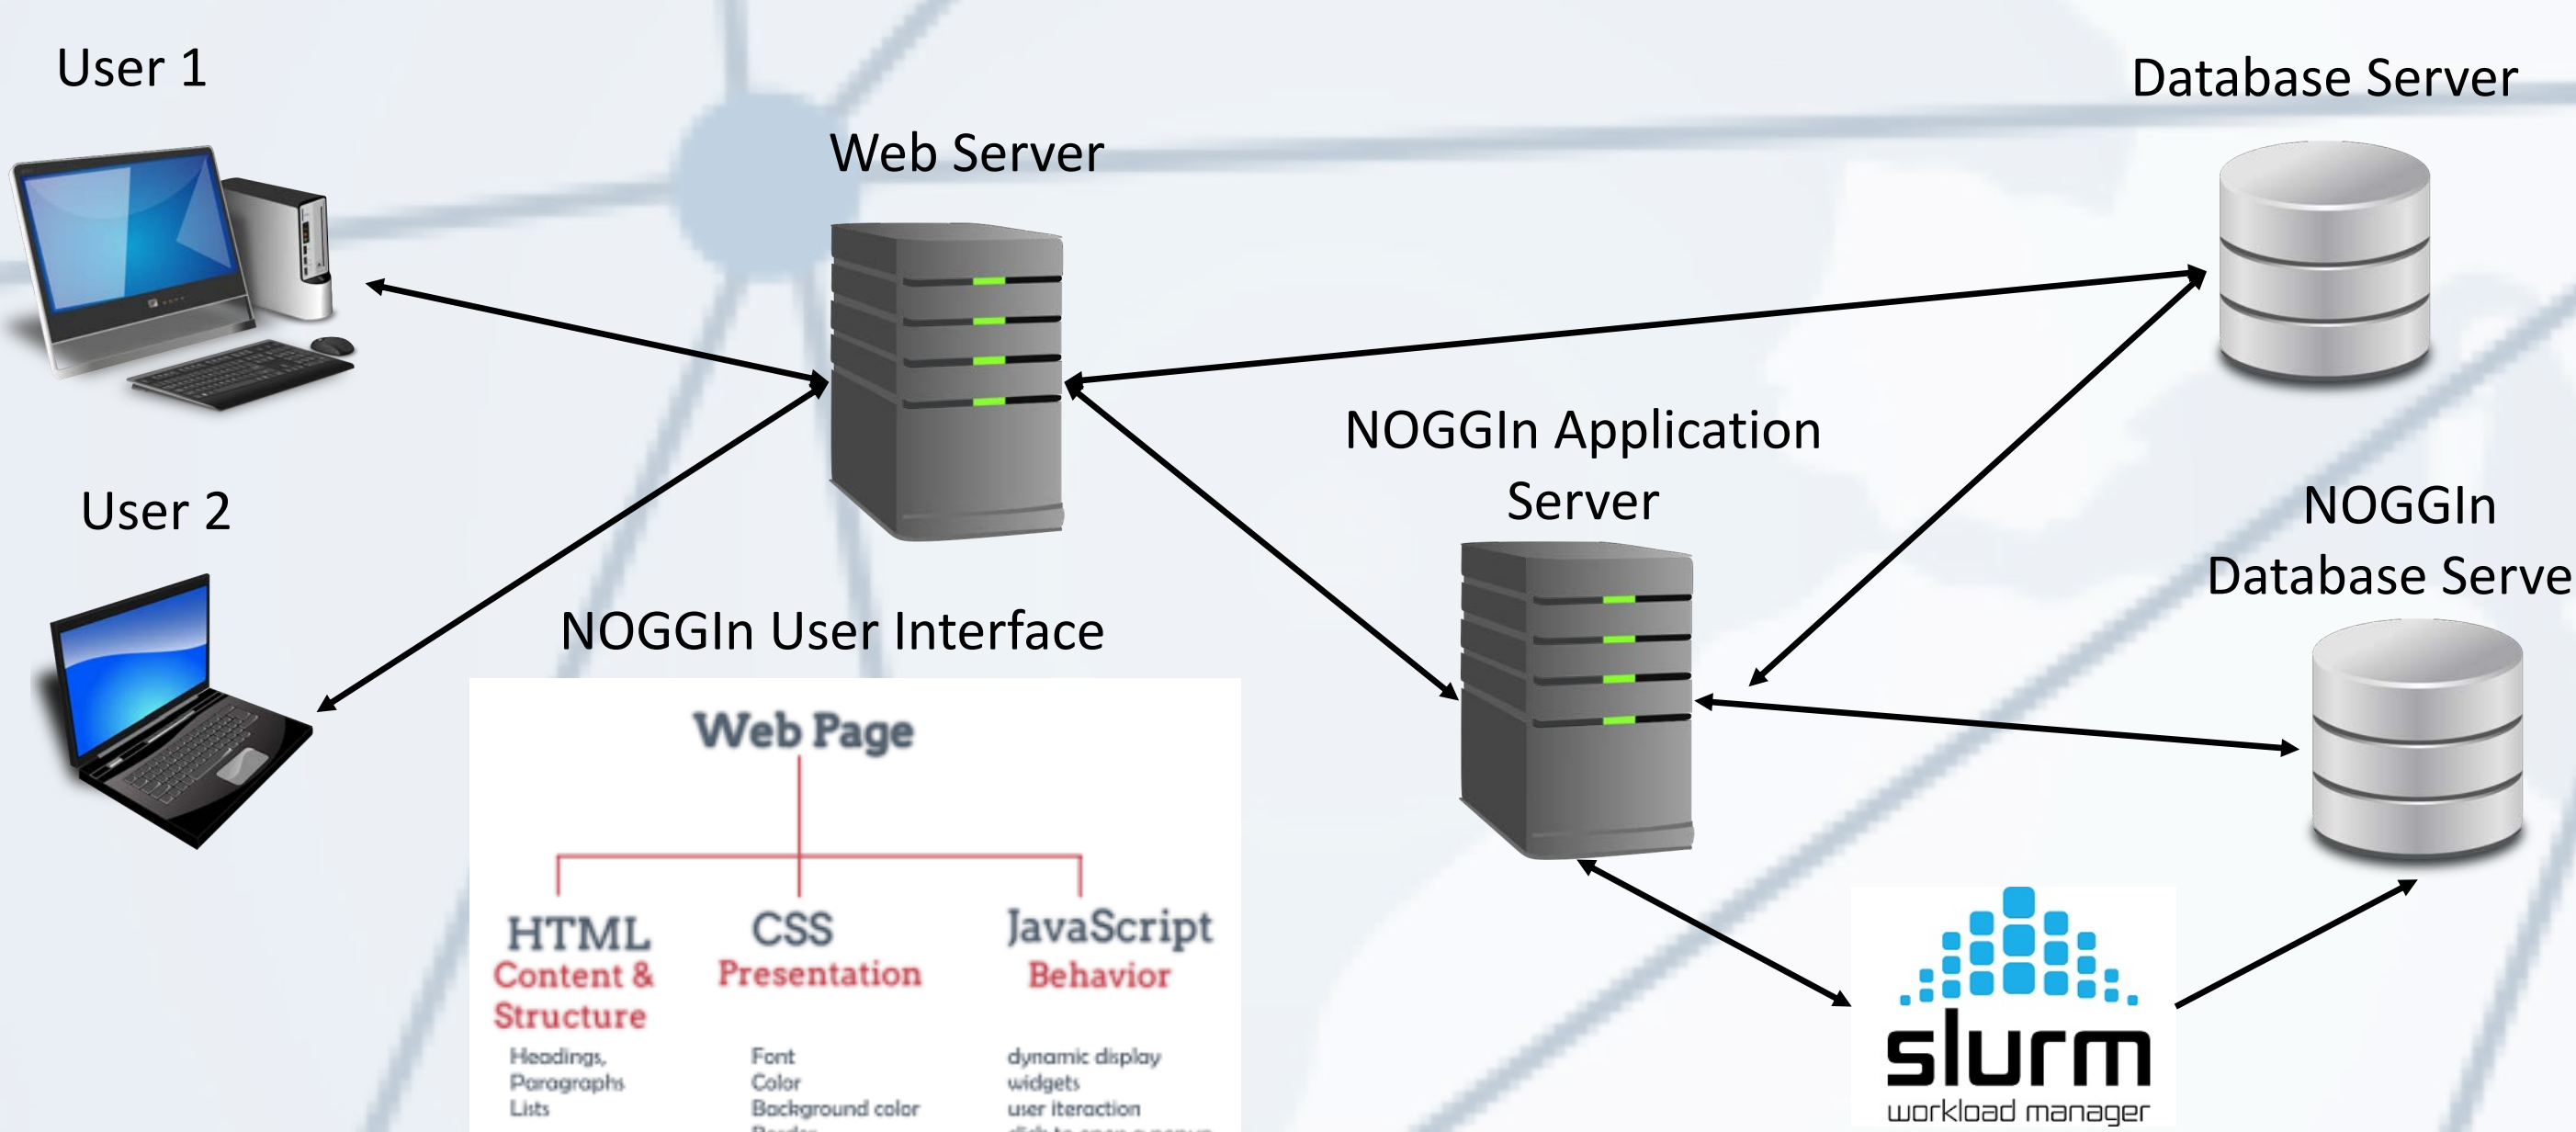 User 1
Database Server
Web Server
NOGGIn Application
Server
User 2
NOGGIn
Database Serve
NOGGIn User Interface
Web Page
HTML
Content &
Structure
Headings,
Paragraphs
Lists
CSS
Presentation
Font
Color
Background color
JavaScript
Behavior
dynamic display
widgets
user iteraction
slurm
workload manager